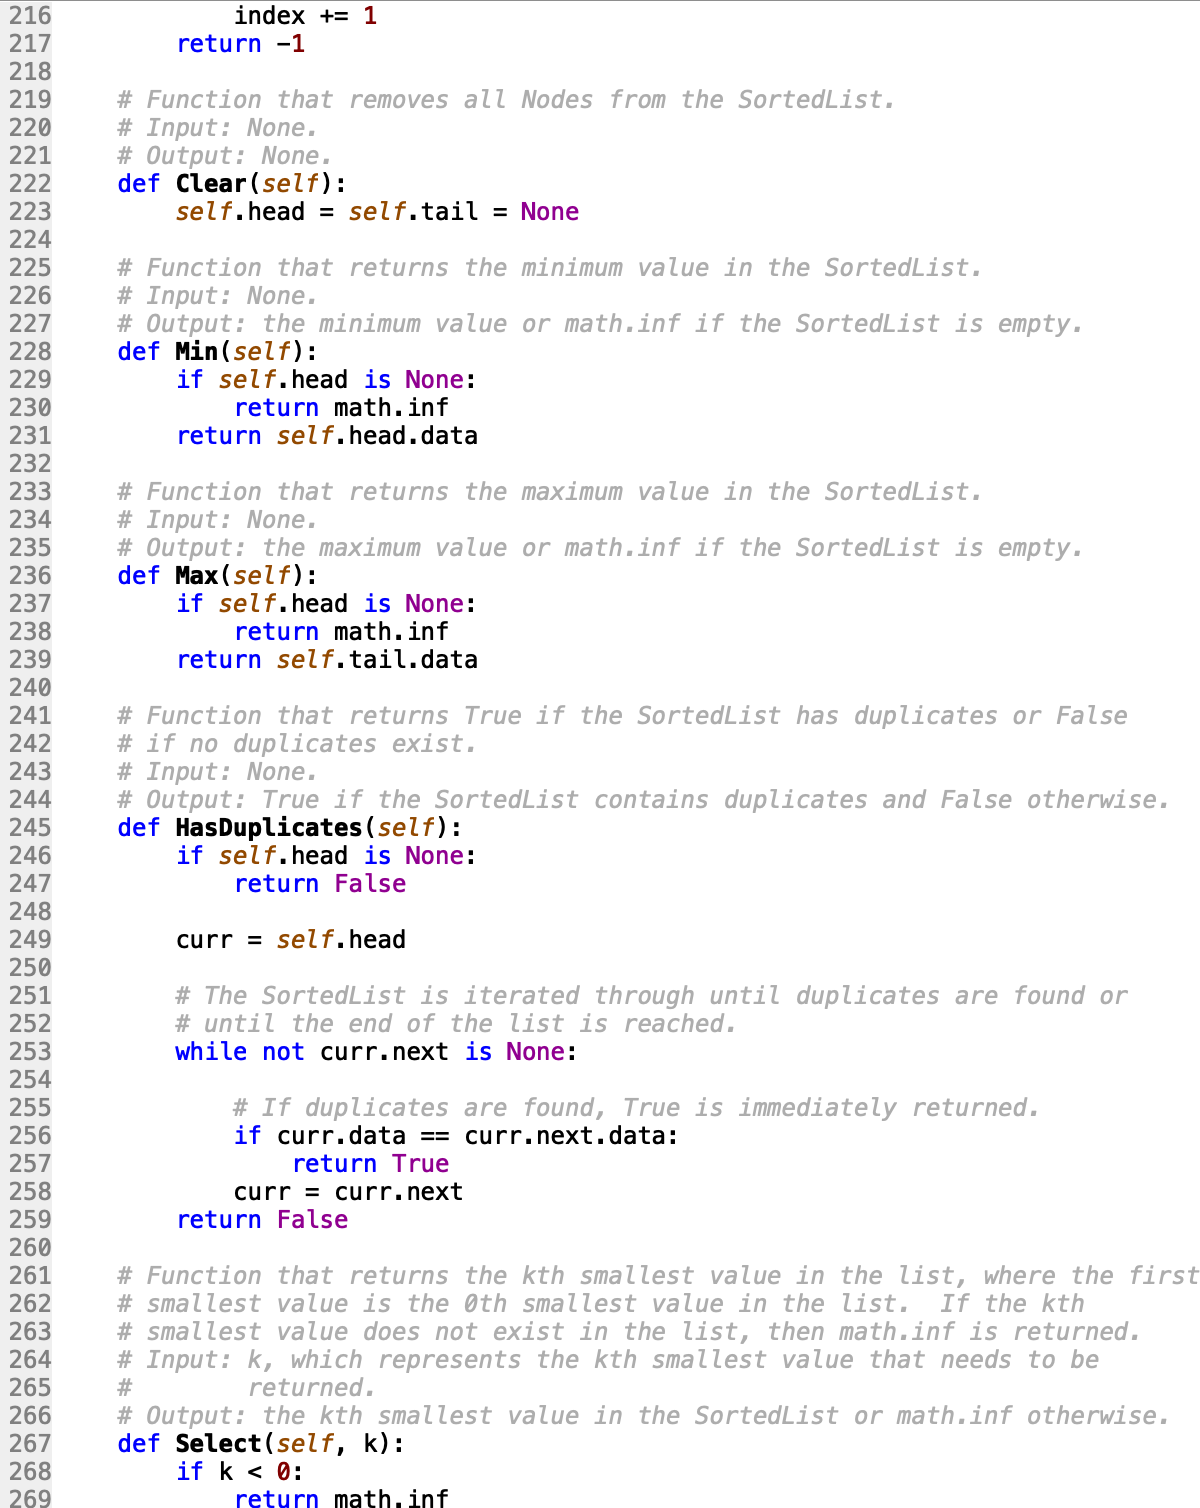 216             index += 1
217         return -1
218
219     # Function that removes all Nodes from the SortedList.
220     # Input: None.
221     # Output: None.
222     def Clear(self):
223         self.head = self.tail = None
224
225     # Function that returns the minimum value in the SortedList.
226     # Input: None.
227     # Output: the minimum value or math.inf if the SortedList is empty.
228     def Min(self):
229         if self.head is None:
230             return math.inf
231         return self.head.data
232
233     # Function that returns the maximum value in the SortedList.
234     # Input: None.
235     # Output: the maximum value or math.inf if the SortedList is empty.
236     def Max(self):
237         if self.head is None:
238             return math.inf
239         return self.tail.data
240
241     # Function that returns True if the SortedList has duplicates or False
242     # if no duplicates exist.
243     # Input: None.
244     # Output: True if the SortedList contains duplicates and False otherwise.
245     def HasDuplicates(self):
246         if self.head is None:
247             return False
248
249         curr = self.head
250
251         # The SortedList is iterated through until duplicates are found or
252         # until the end of the list is reached.
253         while not curr.next is None:
254
255             # If duplicates are found, True is immediately returned.
256             if curr.data == curr.next.data:
257                 return True
258             curr = curr.next
259         return False
260
261     # Function that returns the kth smallest value in the list, where the first
262     # smallest value is the 0th smallest value in the list.  If the kth
263     # smallest value does not exist in the list, then math.inf is returned.
264     # Input: k, which represents the kth smallest value that needs to be
265     #        returned.
266     # Output: the kth smallest value in the SortedList or math.inf otherwise.
267     def Select(self, k):
268         if k < 0:
269             return math.inf